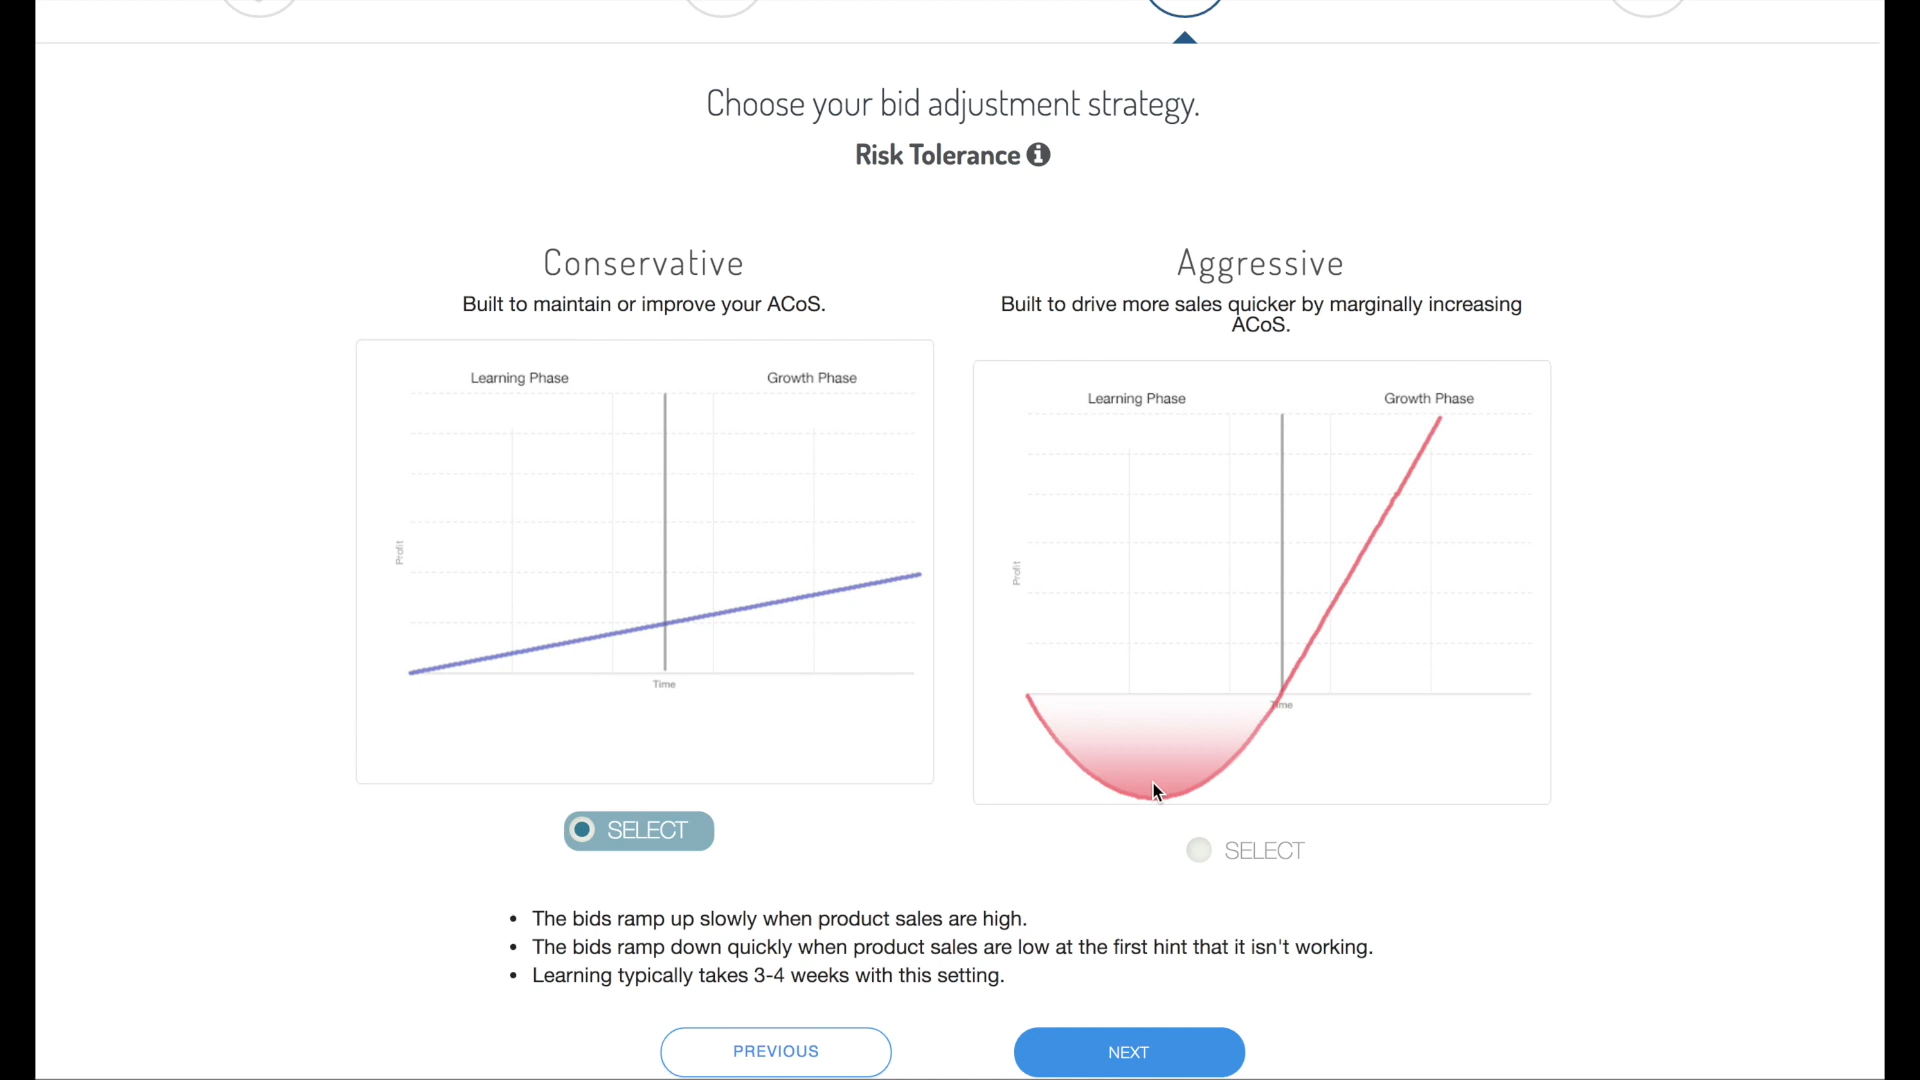 Choose your bid adjustment strategy.
Risk Tolerance
Conservative
Built to maintain or improve your ACoS.
Learning Phase
Growth Phase
Profit
Time
SELECT
Aggressive
Built to drive more sales quicker by marginally increasing
ACoS.
Learning Phase
Growth Phase
Profit
Time
SELECT
• The bids ramp up slowly when product sales are high.
• The bids ramp down quickly when product sales are low at the first hint that it isn't working.
• Learning typically takes 3-4 weeks with this setting.
PREVIOUS
NEXT